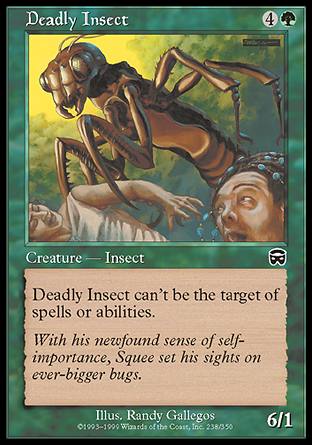 Deadly Insect 4
Creature — Insect
Deadly Insect can't be the target of
spells or abilities.
With his newfound sense of self-
importance, Squee set his sights on
ever-bigger bugs.
Illus. Randy Gallegos
©1993–1999 Wizards of the Coast, Inc. 238/350
6/1